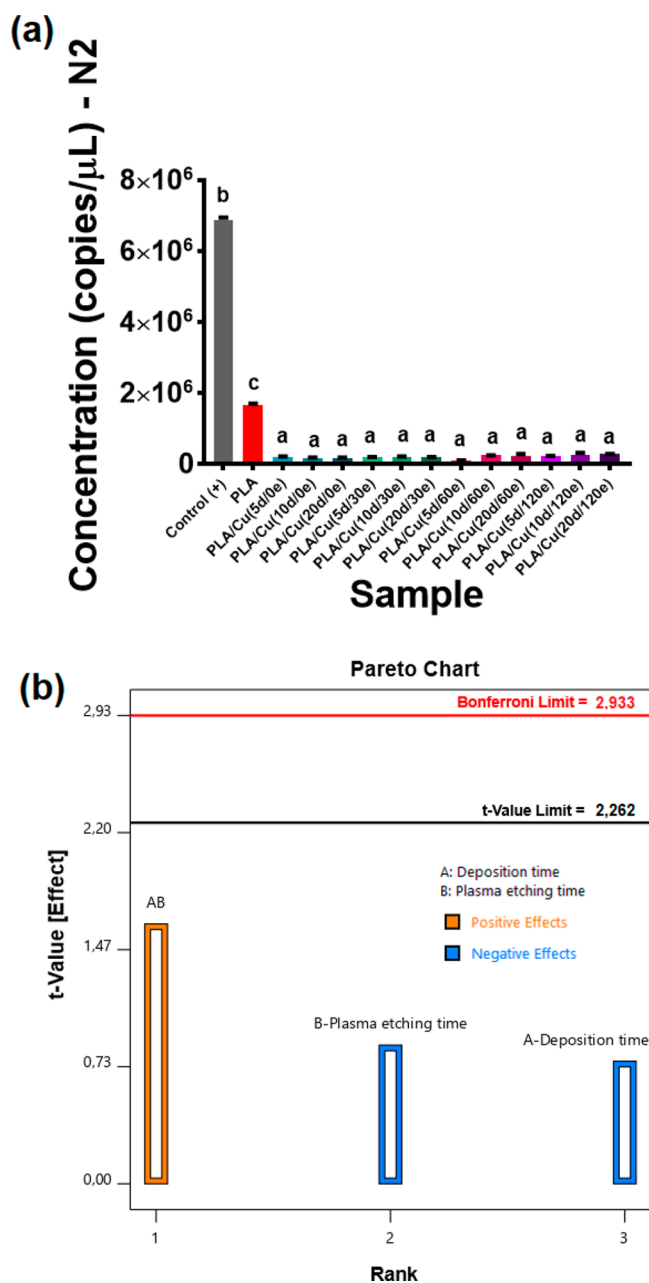 (a)
Concentration (copies/μL) - N2
8×10⁶
6×10⁶
4×10⁶
2×10⁶
0
b
c
a a a a a a a a a a a a
Control (+)
PLA
PLA/Cu(5d/0e)
PLA/Cu(10d/0e)
PLA/Cu(20d/0e)
PLA/Cu(5d/30e)
PLA/Cu(10d/30e)
PLA/Cu(20d/30e)
PLA/Cu(5d/60e)
PLA/Cu(10d/60e)
PLA/Cu(20d/60e)
PLA/Cu(5d/120e)
PLA/Cu(10d/120e)
PLA/Cu(20d/120e)
Sample
(b)
Pareto Chart
Bonferroni Limit = 2,933
t-Value Limit = 2,262
t-Value [Effect]
2,93
2,20
1,47
0,73
0,00
A: Deposition time
B: Plasma etching time
Positive Effects
Negative Effects
AB
B-Plasma etching time
A-Deposition time
1 2 3
Rank